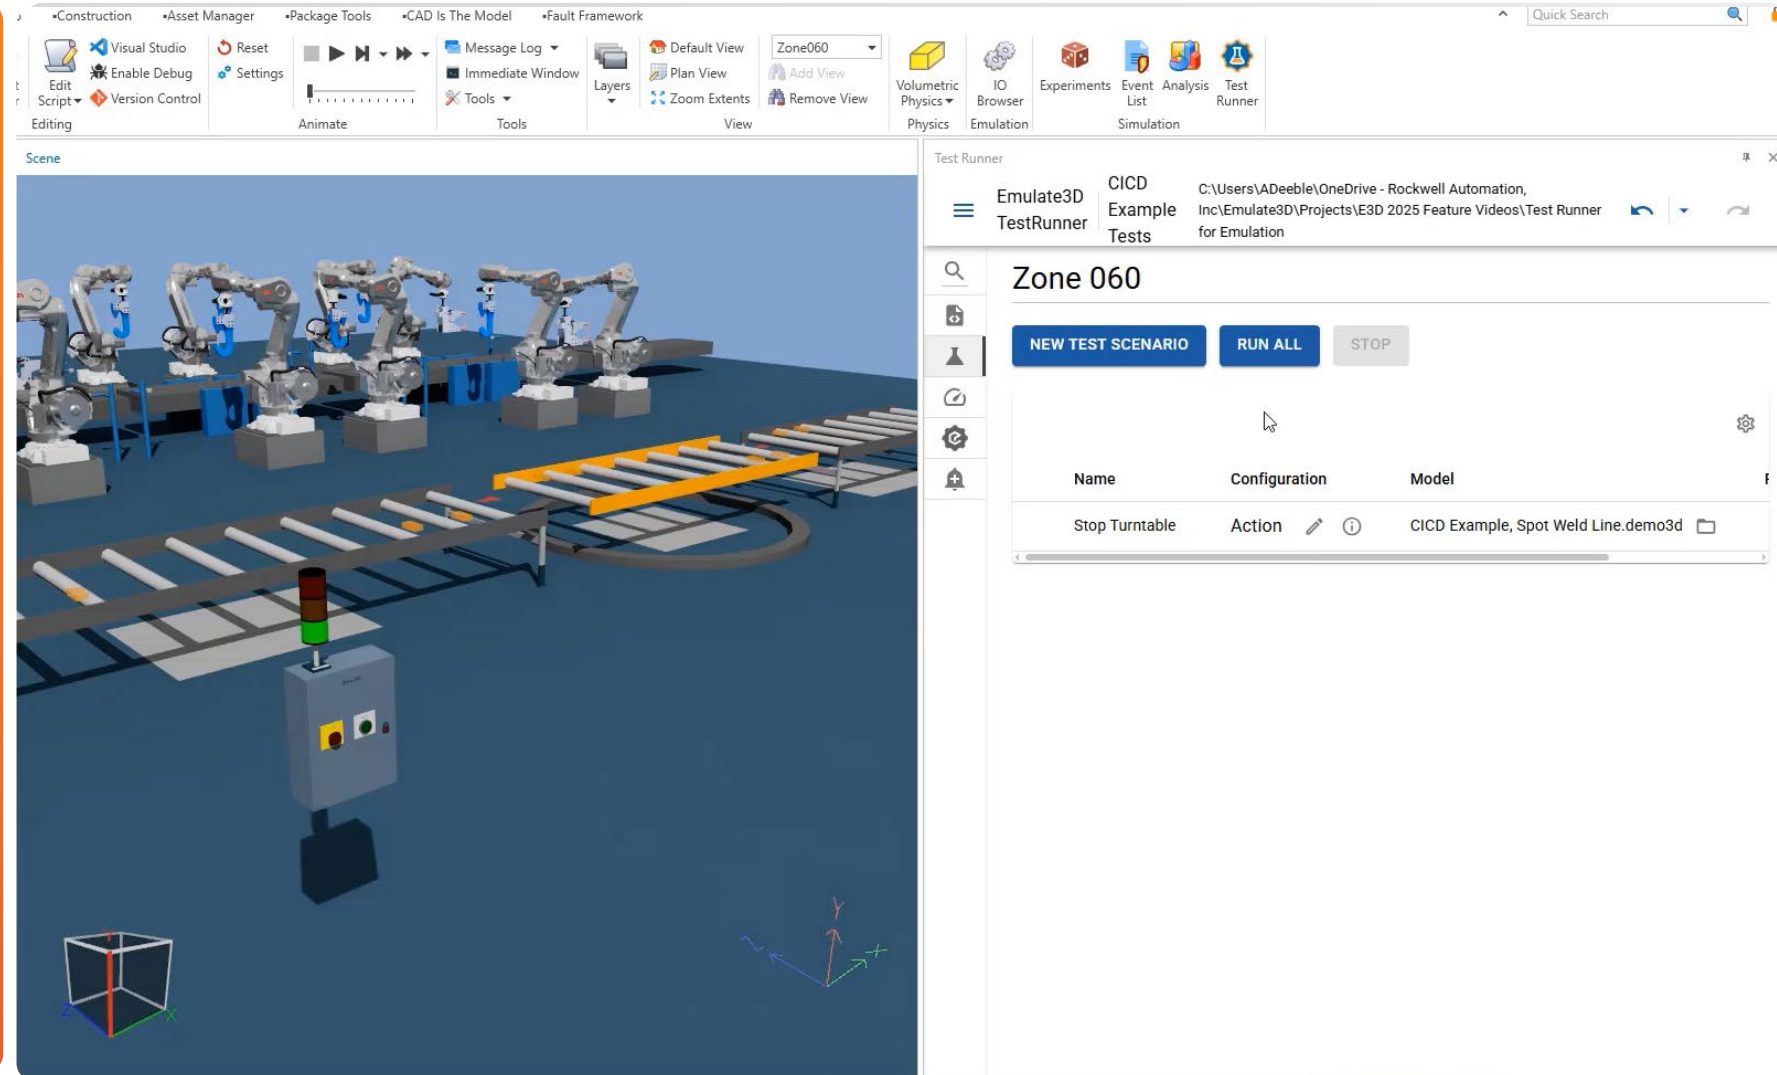 ▪Construction ▪Asset Manager ▪Package Tools ▪CAD Is The Model ▪Fault Framework
Quick Search
Edit
Script
Visual Studio
Enable Debug
Version Control
Editing
Reset
Settings
Animate
Message Log
Immediate Window
Tools
Tools
Layers
Default View
Plan View
Zoom Extents
Zone060
Add View
Remove View
View
Volumetric
Physics
Physics
IO
Browser
Emulation
Experiments
Event
List
Analysis
Test
Runner
Simulation
Scene
Test Runner
Emulate3D
TestRunner
CICD
Example
Tests
C:\Users\ADeeble\OneDrive - Rockwell Automation,
Inc\Emulate3D\Projects\E3D 2025 Feature Videos\Test Runner
for Emulation
Zone 060
NEW TEST SCENARIO RUN ALL STOP
Name Configuration Model
Stop Turntable Action CICD Example, Spot Weld Line.demo3d
Y
X
Z
Y
Z
X